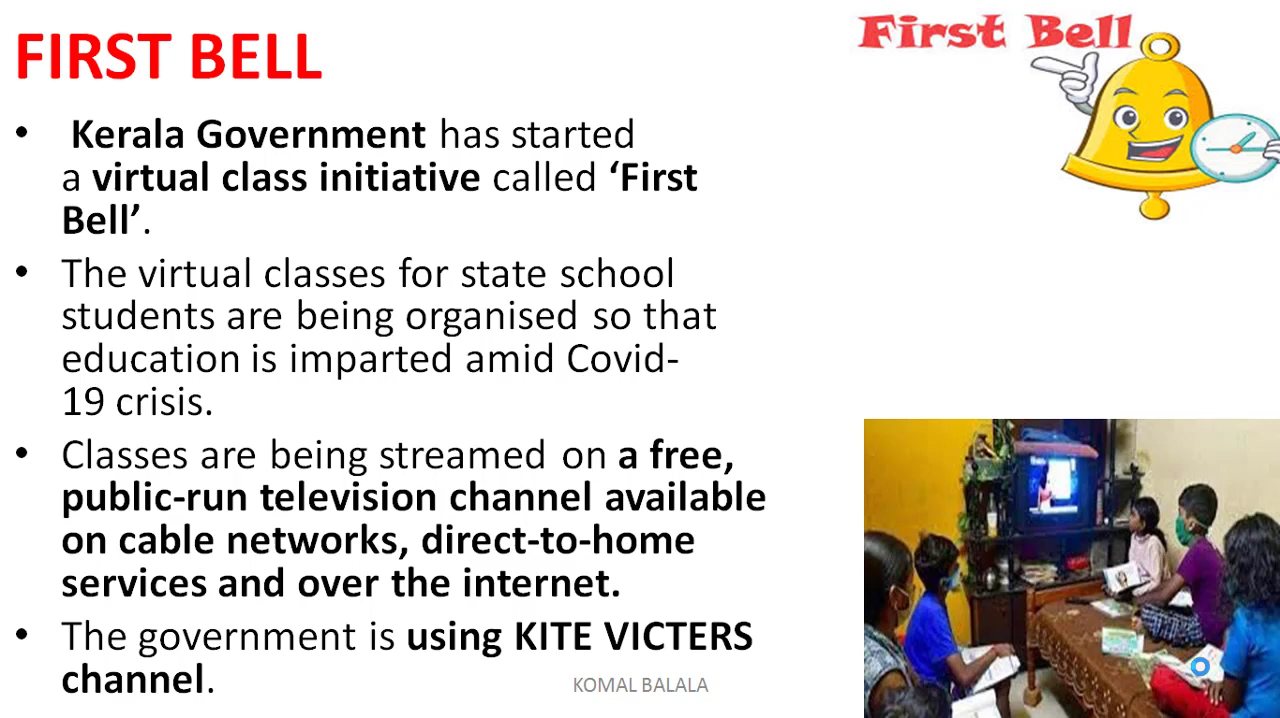 FIRST BELL
First Bell
• Kerala Government has started
a virtual class initiative called ‘First
Bell’.
• The virtual classes for state school
students are being organised so that
education is imparted amid Covid-
19 crisis.
• Classes are being streamed on a free,
public-run television channel available
on cable networks, direct-to-home
services and over the internet.
• The government is using KITE VICTERS
channel.
KOMAL BALALA